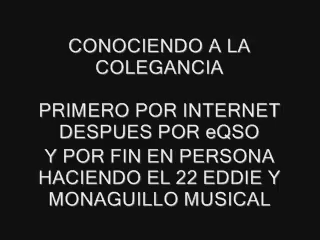 CONOCIENDO A LA
COLEGANCIA
PRIMERO POR INTERNET
DESPUES POR eQSO
Y POR FIN EN PERSONA
HACIENDO EL 22 EDDIE Y
MONAGUILLO MUSICAL